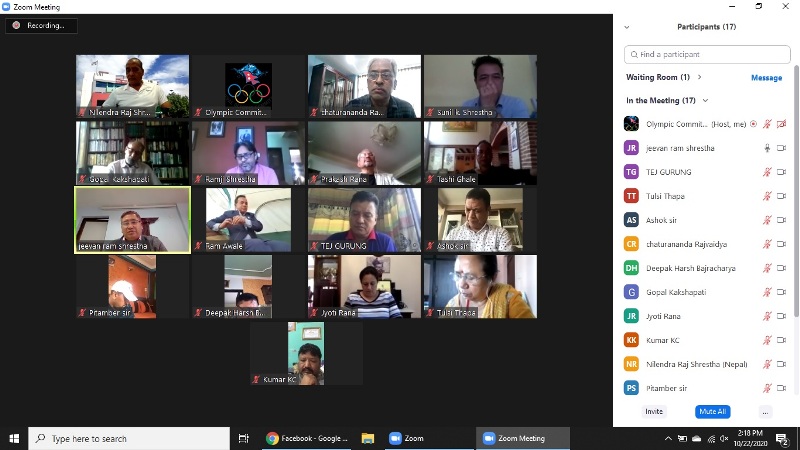 Zoom Meeting
Recording...
Nilendra Raj Shr...
Olympic Commit...
chaturananda Ra...
Sunil k. Shrestha
Gopal Kakshapati
Ramji Shrestha
Prakash Rana
Tashi Ghale
jeevan ram shrestha
Ram Awale
TEJ GURUNG
Ashok sir
Pitamber sir
Deepak Harsh B...
Jyoti Rana
Tulsi Thapa
Kumar KC
Participants (17)
Find a participant
Waiting Room (1)
Message
In the Meeting (17)
Olympic Commit... (Host, me)
JR jeevan ram shrestha
TG TEJ GURUNG
TT Tulsi Thapa
AS Ashok sir
CR chaturananda Rajvaidya
DH Deepak Harsh Bajracharya
G Gopal Kakshapati
JR Jyoti Rana
KK Kumar KC
NR Nilendra Raj Shrestha (Nepal)
PS Pitamber sir
Invite
Mute All
...
Type here to search
Facebook - Google ...
Zoom
Zoom Meeting
2:18 PM
10/22/2020
2